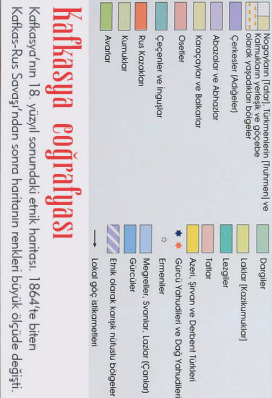 Nogayların [Tatar], Türkmenlerin [Truhmen] ve
Kalmukların yerleşik ve göçebe
olarak yaşadıkları bölgeler
Çerkesler (Adigeler)
Abazalar ve Abhazlar
Karaçaylar ve Balkarlar
Osetler
Çeçenler ve İnguşlar
Rus Kazakları
Kumuklar
Avarlar
Dargiler
Laklar [Kazikumuklar]
Lezgiler
Tatlar
Azeri, Şirvan ve Derbent Türkleri
Gürcü Yahudileri ve Dağ Yahudileri
Ermeniler
Megreller, Svanlar, Lazlar (Çanlar)
Gürcüler
Etnik olarak karışık nüfuslu bölgeler
Lokal göç istikametleri
Kafkasya coğrafyası
Kafkasya'nın 18. yüzyıl sonundaki etnik haritası. 1864'te biten
Kafkas-Rus Savaşı'ndan sonra haritanın renkleri büyük ölçüde değişti.